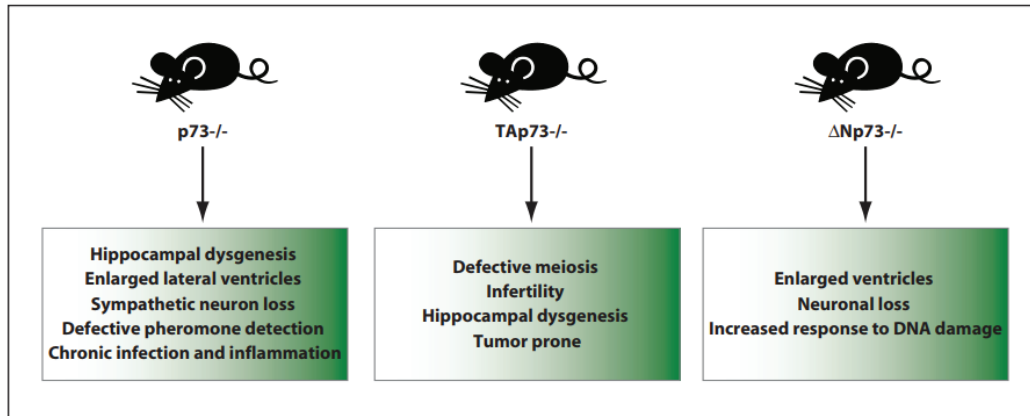 p73-/-
TAp73-/-
ΔNp73-/-
Hippocampal dysgenesis
Enlarged lateral ventricles
Sympathetic neuron loss
Defective pheromone detection
Chronic infection and inflammation
Defective meiosis
Infertility
Hippocampal dysgenesis
Tumor prone
Enlarged ventricles
Neuronal loss
Increased response to DNA damage